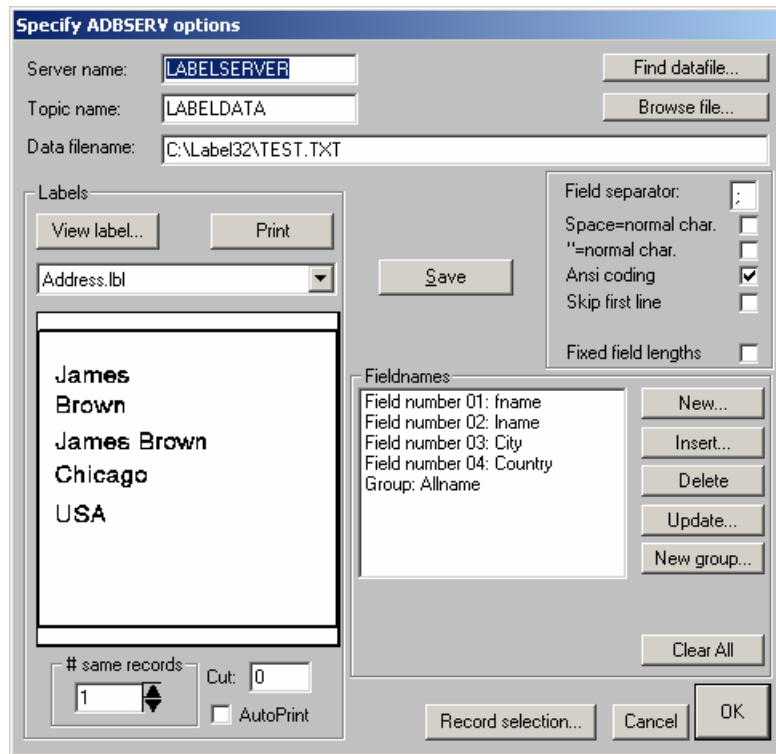 Specify ADBSERV options
Server name: LABELSERVER Find datafile...
Topic name: LABELDATA Browse file...
Data filename: C:\Label32\TEST.TXT
Labels
View label... Print
Address.lbl
Save
Field separator: ;
Space=normal char.
"=normal char.
Ansi coding
Skip first line
Fixed field lengths
James
Brown
James Brown
Chicago
USA
Fieldnames
Field number 01: fname
Field number 02: lname
Field number 03: City
Field number 04: Country
Group: Allname
New...
Insert...
Delete
Update...
New group...
Clear All
# same records
1
Cut: 0
AutoPrint
Record selection... Cancel OK